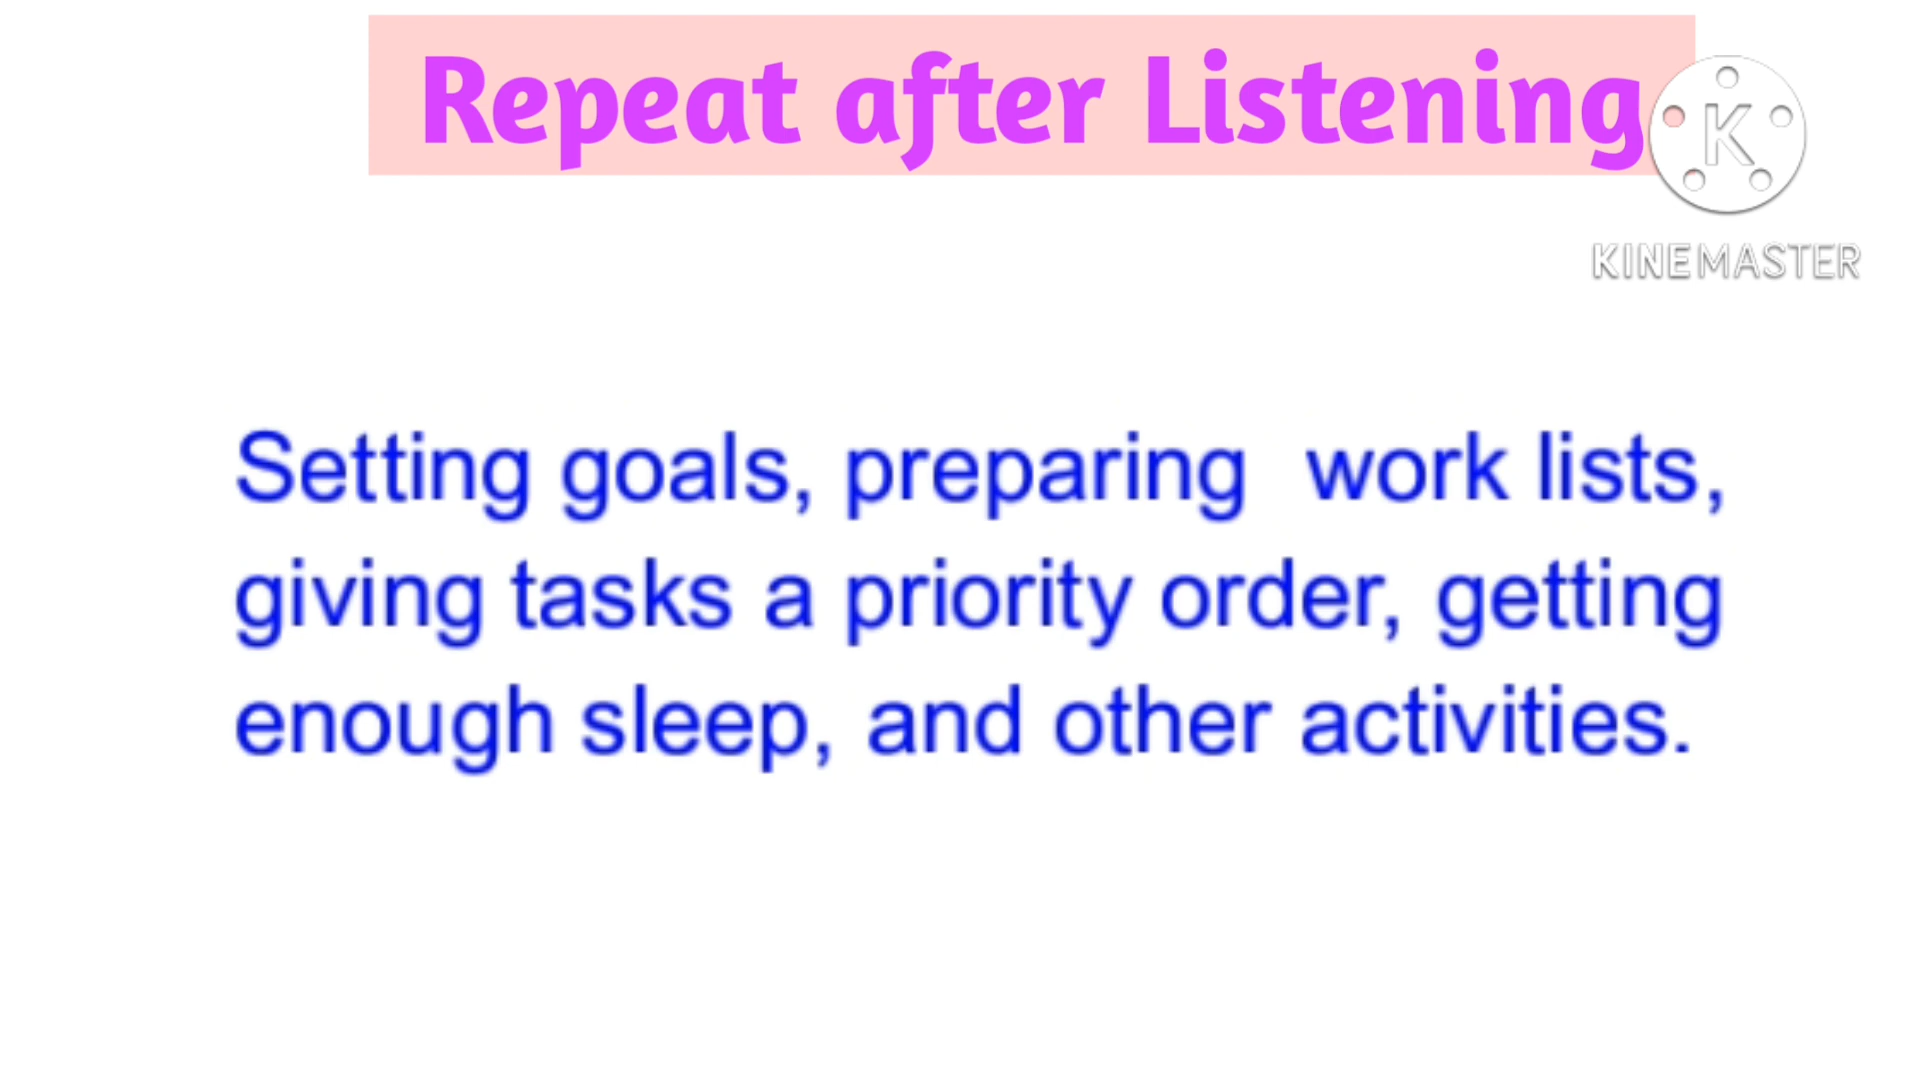 Repeat after Listening
K
KINEMASTER
Setting goals, preparing  work lists,
giving tasks a priority order, getting
enough sleep, and other activities.